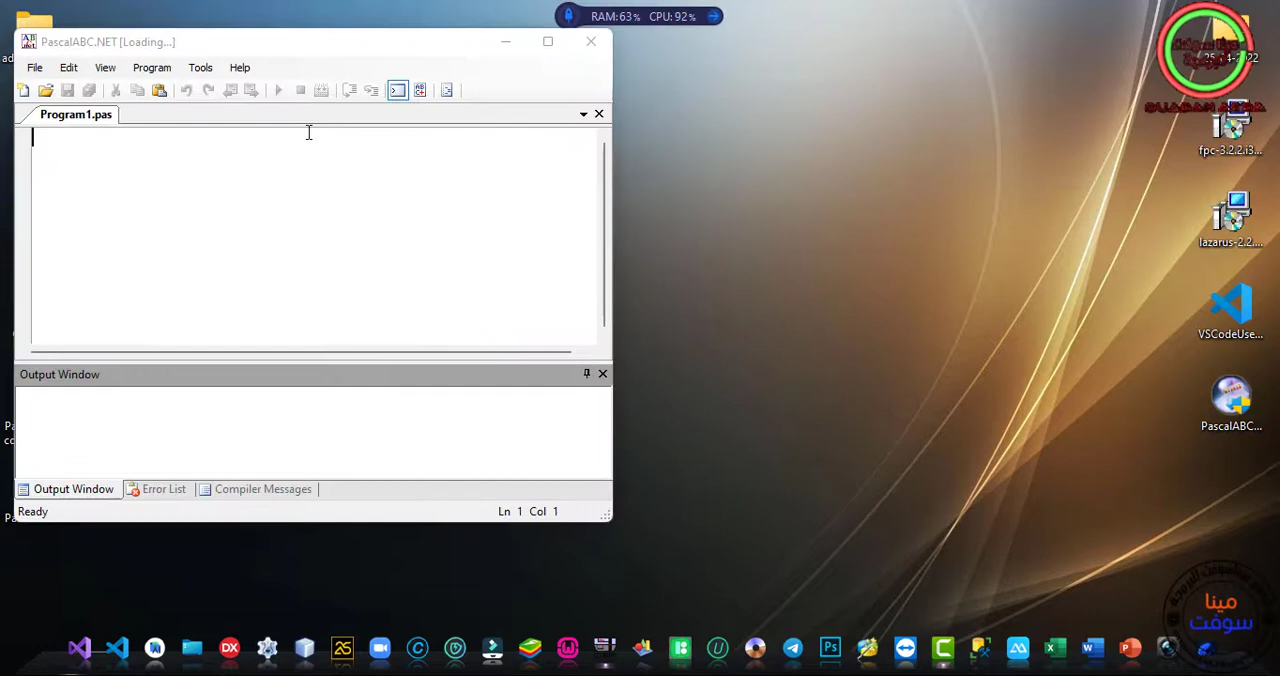 RAM: 63% CPU: 92%
PascalABC.NET [Loading...]
File Edit View Program Tools Help
Program1.pas
Output Window
Output Window Error List Compiler Messages
Ready Ln 1 Col 1
fpc-3.2.2.i3...
lazarus-2.2....
VSCodeUse...
PascalABC...
DX
Ps
مينا
سوفت